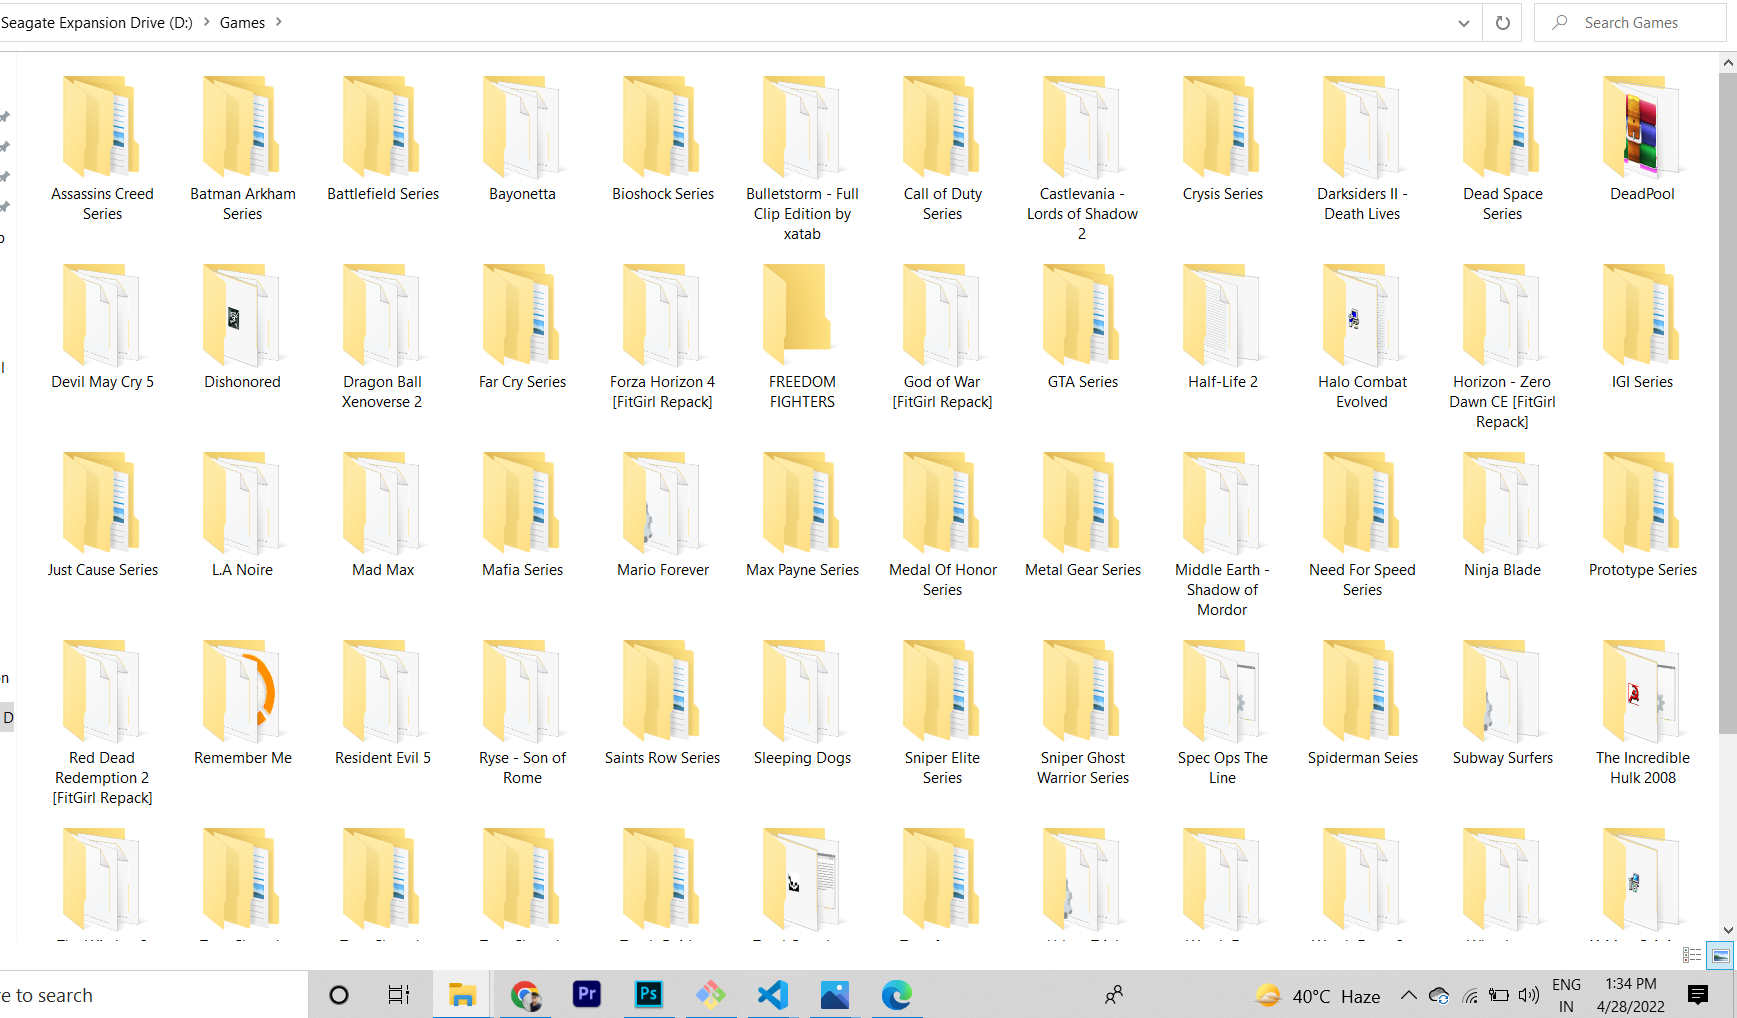 Seagate Expansion Drive (D:) > Games >
Search Games
Assassins Creed Series
Batman Arkham Series
Battlefield Series
Bayonetta
Bioshock Series
Bulletstorm - Full Clip Edition by xatab
Call of Duty Series
Castlevania - Lords of Shadow 2
Crysis Series
Darksiders II - Death Lives
Dead Space Series
DeadPool
Devil May Cry 5
Dishonored
Dragon Ball Xenoverse 2
Far Cry Series
Forza Horizon 4 [FitGirl Repack]
FREEDOM FIGHTERS
God of War [FitGirl Repack]
GTA Series
Half-Life 2
Halo Combat Evolved
Horizon - Zero Dawn CE [FitGirl Repack]
IGI Series
Just Cause Series
L.A Noire
Mad Max
Mafia Series
Mario Forever
Max Payne Series
Medal Of Honor Series
Metal Gear Series
Middle Earth - Shadow of Mordor
Need For Speed Series
Ninja Blade
Prototype Series
Red Dead Redemption 2 [FitGirl Repack]
Remember Me
Resident Evil 5
Ryse - Son of Rome
Saints Row Series
Sleeping Dogs
Sniper Elite Series
Sniper Ghost Warrior Series
Spec Ops The Line
Spiderman Seies
Subway Surfers
The Incredible Hulk 2008
D
e to search
Pr
Ps
40°C Haze
ENG
IN
1:34 PM
4/28/2022